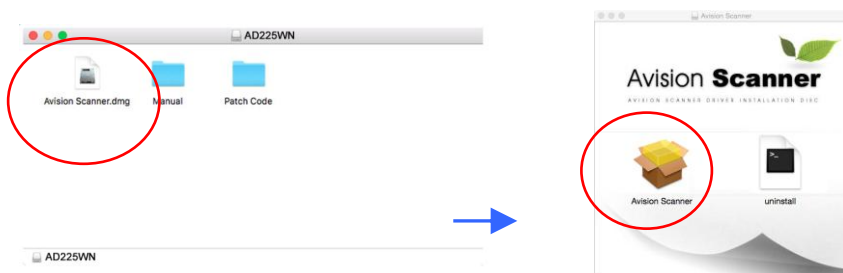 AD225WN
Avision Scanner.dmg
Manual
Patch Code
AD225WN
Avision Scanner
Avision Scanner
AVISION SCANNER DRIVER INSTALLATION DISC
>_
Avision Scanner
uninstall